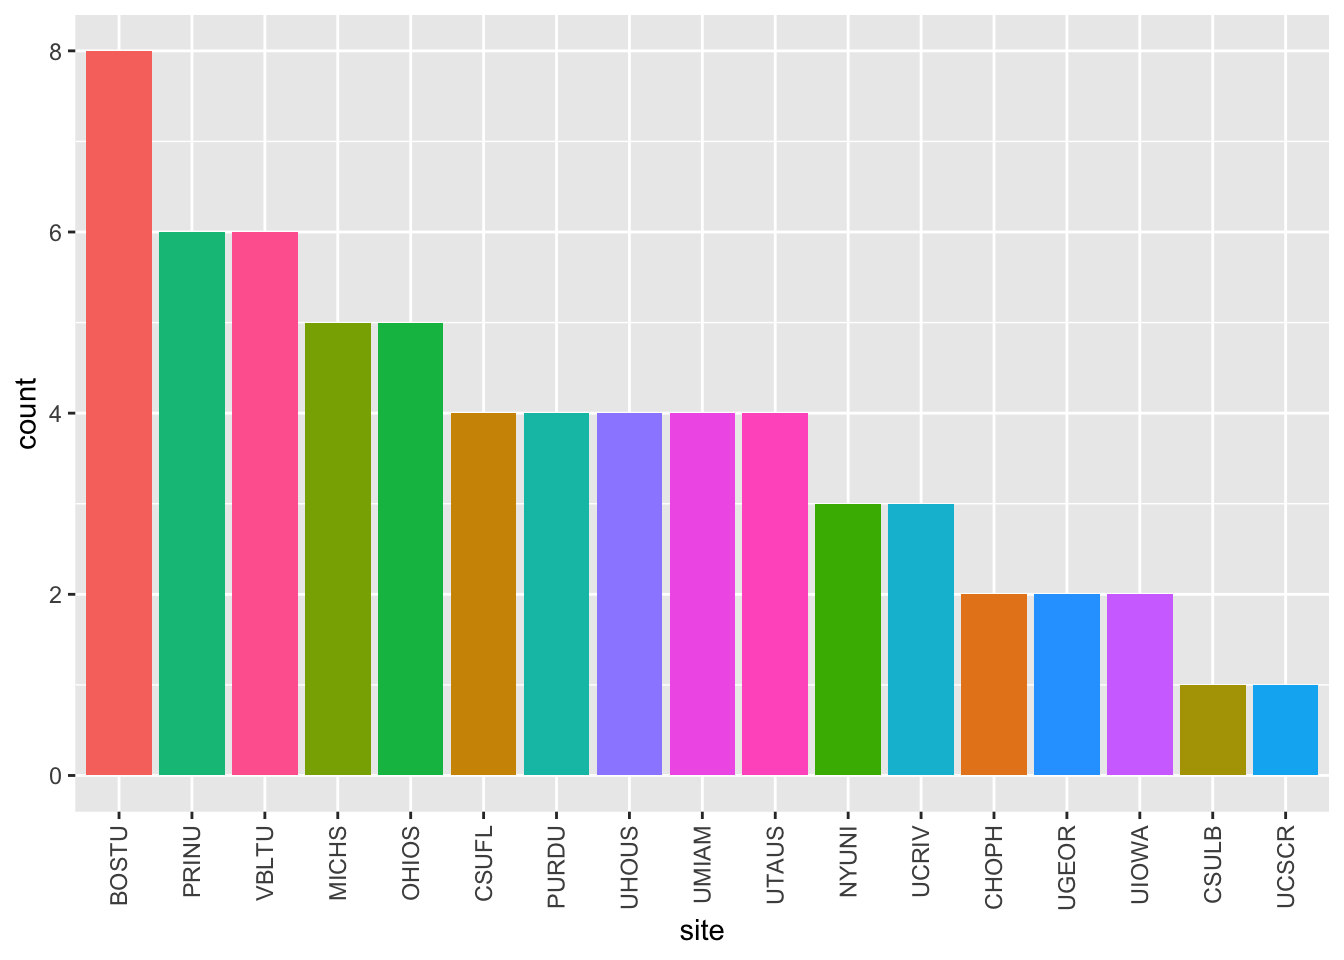 8
6
4
2
0
count
BOSTU
PRINU
VBLTU
MICHS
OHIOS
CSUFL
PURDU
UHOUS
UMIAM
UTAUS
NYUNI
UCRIV
CHOPH
UGEOR
UIOWA
CSULB
UCSCR
site